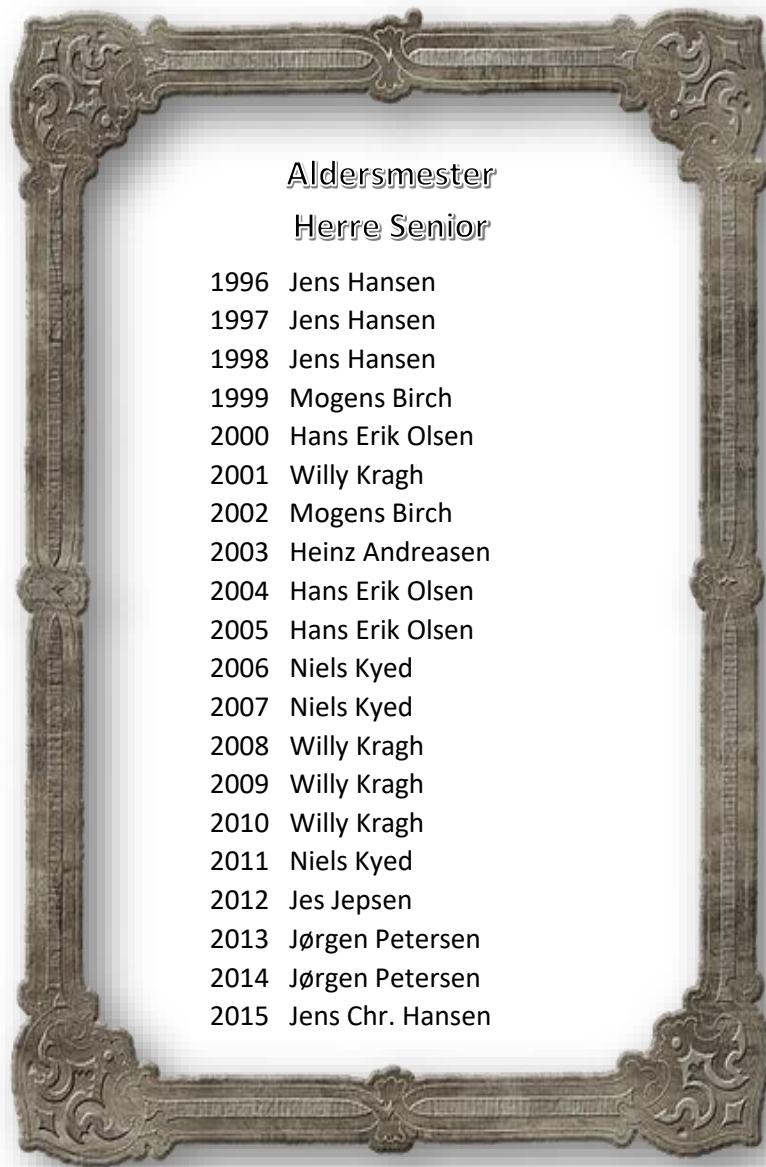 Aldersmester
Herre Senior
1996 Jens Hansen
1997 Jens Hansen
1998 Jens Hansen
1999 Mogens Birch
2000 Hans Erik Olsen
2001 Willy Kragh
2002 Mogens Birch
2003 Heinz Andreasen
2004 Hans Erik Olsen
2005 Hans Erik Olsen
2006 Niels Kyed
2007 Niels Kyed
2008 Willy Kragh
2009 Willy Kragh
2010 Willy Kragh
2011 Niels Kyed
2012 Jes Jepsen
2013 Jørgen Petersen
2014 Jørgen Petersen
2015 Jens Chr. Hansen